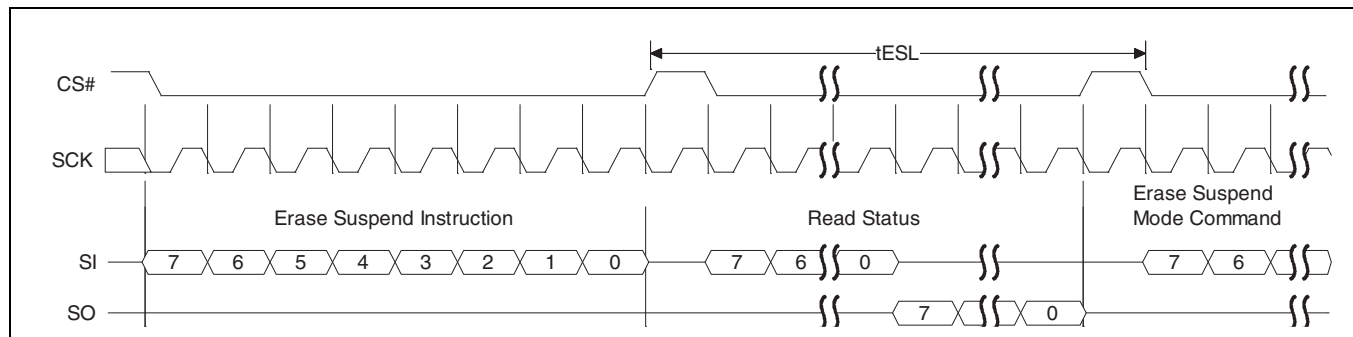 tESL
CS#
SCK
Erase Suspend Instruction
Read Status
Erase Suspend
Mode Command
SI
7 6 5 4 3 2 1 0
7 6 0
7 6
SO
7 0